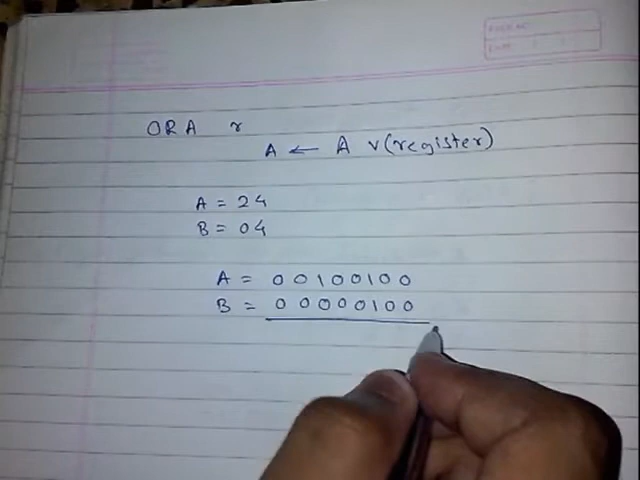 ORA r
A ← A ∨ (register)
A = 24
B = 04
A = 00100100
B = 00000100